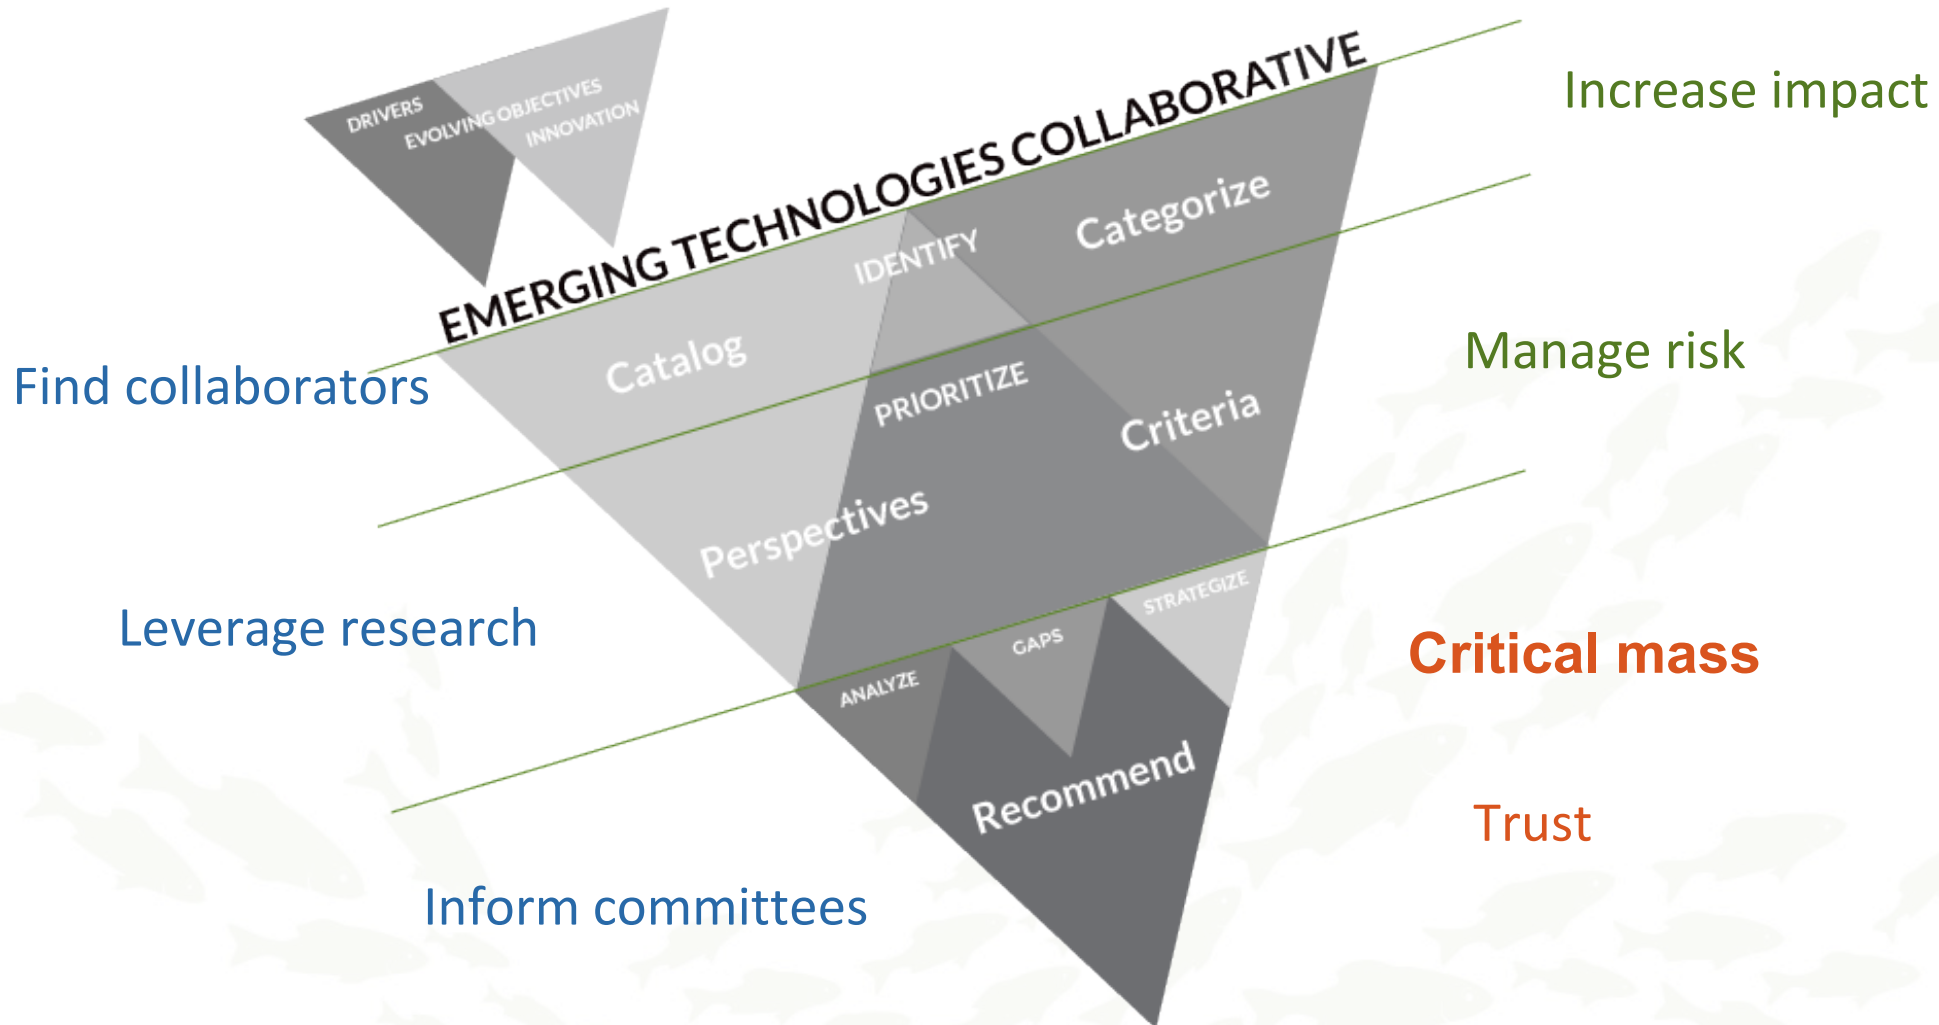 DRIVERS
EVOLVING OBJECTIVES
INNOVATION
EMERGING TECHNOLOGIES COLLABORATIVE
Increase impact
IDENTIFY
Categorize
Catalog
Find collaborators
PRIORITIZE
Manage risk
Criteria
Perspectives
Leverage research
STRATEGIZE
GAPS
ANALYZE
Critical mass
Recommend
Trust
Inform committees